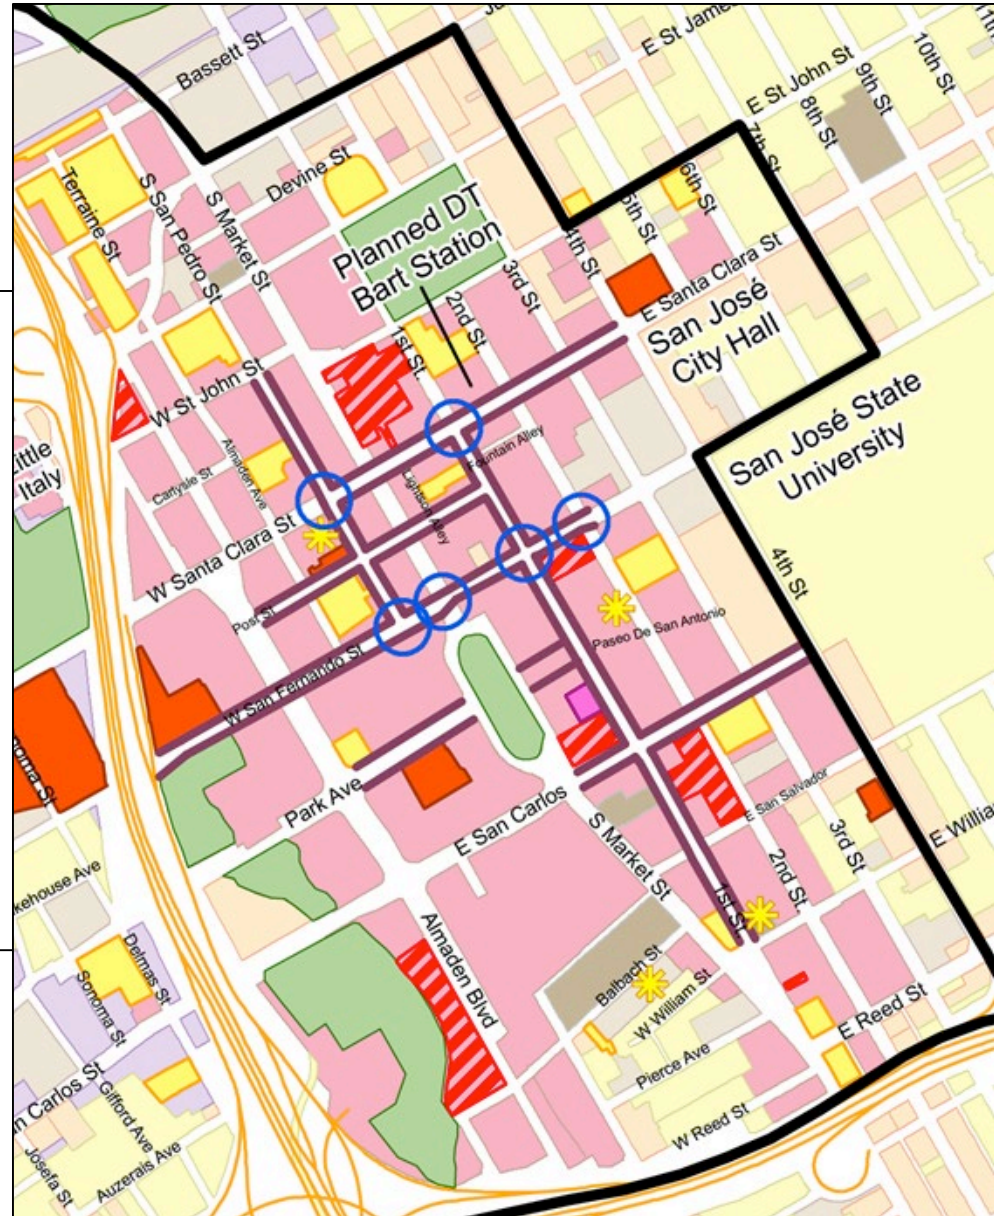 E St James
Bassett St
10th St
9th St
E St John St
8th St
7th St
Devine St
Terraine St
S San Pedro St
S Market St
6th St
5th St
4th St
Planned DT
Bart Station
3rd St
E Santa Clara St
2nd St.
San José
City Hall
1st St.
W St John St
San José State
University
Little
Italy
Almaden Ave
Carlysle St
Fountain Alley
Lightson Alley
W Santa Clara St
4th St
Post St
Paseo De San Antonio
W San Fernando St
Park Ave
E San Carlos
S Market St
E San Salvador
3rd St
2nd St
1st St.
Almaden Blvd
Delmas St
Sonoma St
Balbach St
W William St
E Reed St
Pierce Ave
W Reed St
Gifford Ave
Josefa St
Auzerais Ave